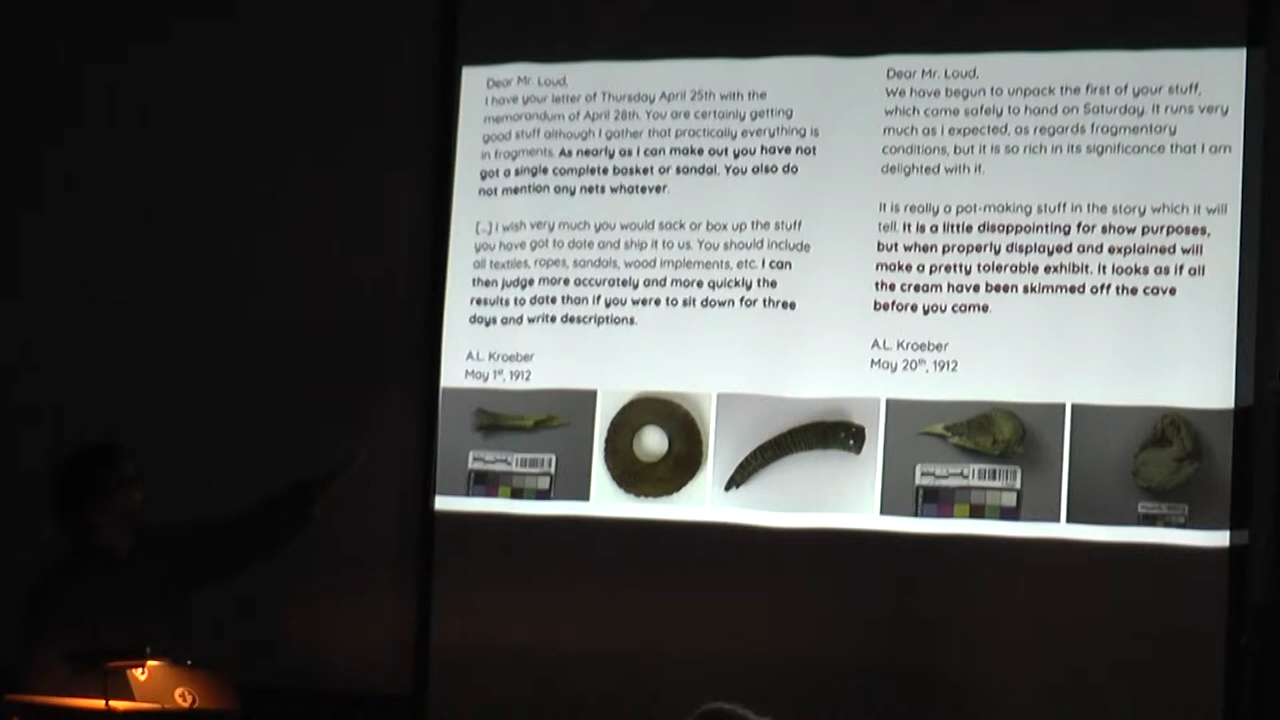 Dear Mr. Loud,
I have your letter of Thursday April 25th with the
memorandum of April 28th. You are certainly getting
good stuff although I gather that practically everything is
in fragments. As nearly as I can make out you have not
got a single complete basket or sandal. You also do
not mention any nets whatever.
[...] I wish very much you would sack or box up the stuff
you have got to date and ship it to us. You should include
all textiles, ropes, sandals, wood implements, etc. I can
then judge more accurately and more quickly the
results to date than if you were to sit down for three
days and write descriptions.
A.L. Kroeber
May 1st, 1912
Dear Mr. Loud,
We have begun to unpack the first of your stuff,
which came safely to hand on Saturday. It runs very
much as I expected, as regards fragmentary
conditions, but it is so rich in its significance that I am
delighted with it.
It is really a pot-making stuff in the story which it will
tell. It is a little disappointing for show purposes,
but when properly displayed and explained will
make a pretty tolerable exhibit. It looks as if all
the cream have been skimmed off the cave
before you came.
A.L. Kroeber
May 20th, 1912